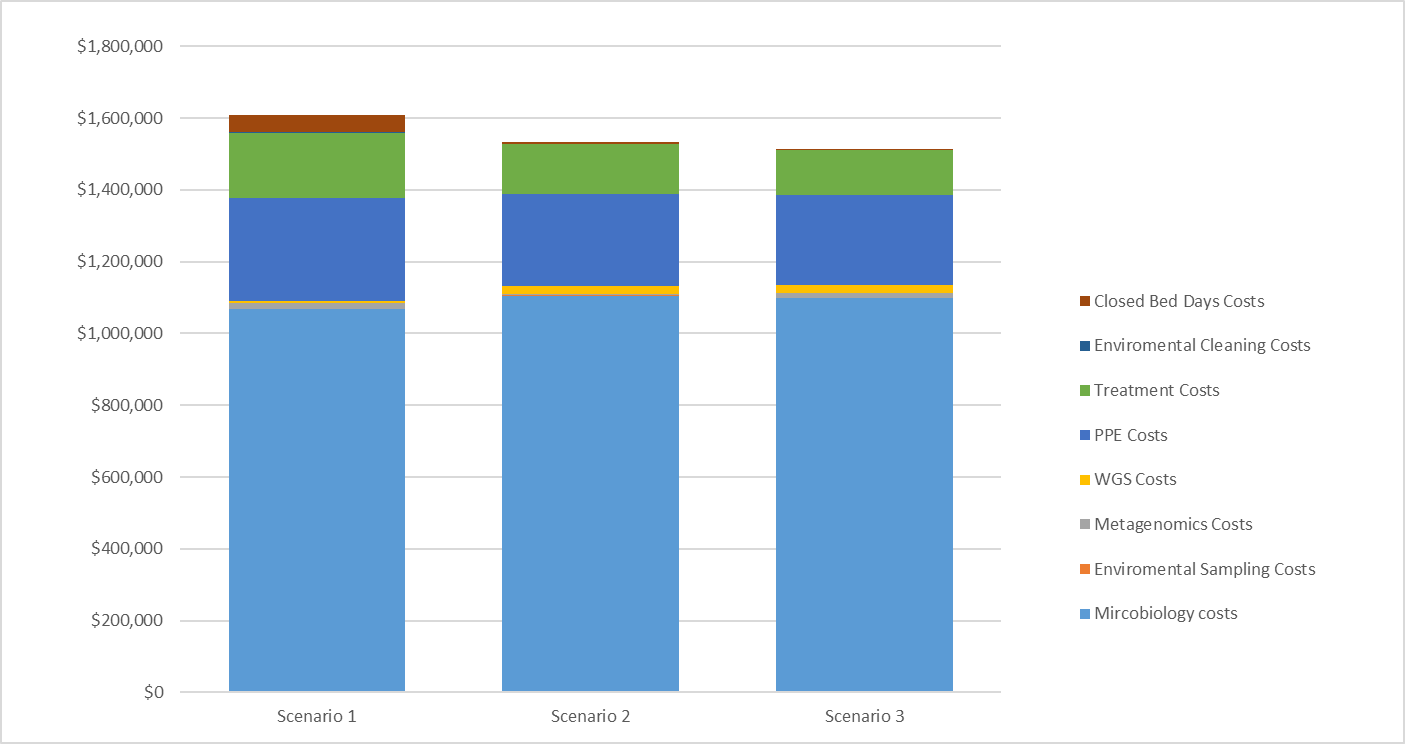 $1,800,000
$1,600,000
$1,400,000
$1,200,000
$1,000,000
$800,000
$600,000
$400,000
$200,000
$0
Scenario 1
Scenario 2
Scenario 3
Closed Bed Days Costs
Enviromental Cleaning Costs
Treatment Costs
PPE Costs
WGS Costs
Metagenomics Costs
Enviromental Sampling Costs
Mircobiology costs